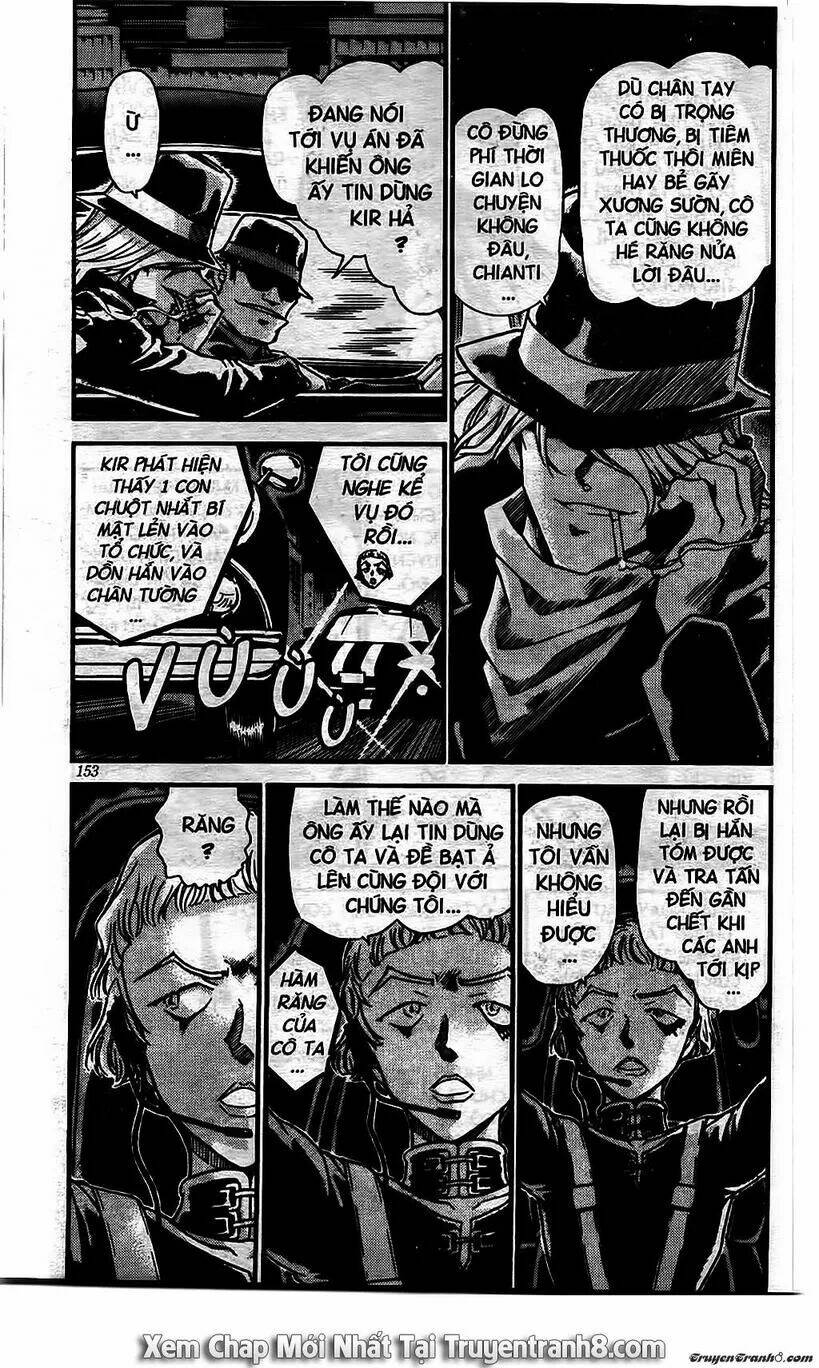 DÙ CHÂN TAY
CÓ BỊ TRỌNG
THƯƠNG, BỊ TIÊM
THUỐC THÔI MIÊN
HAY BẺ GÃY
XƯƠNG SƯỜN, CÔ
TA CŨNG KHÔNG
HÉ RĂNG NỬA
LỜI ĐÂU...
CÔ ĐỪNG
PHÍ THỜI
GIAN LO
CHUYỆN
KHÔNG
ĐÂU,
CHIANTI
...
ĐANG NÓI
TỚI VỤ ÁN ĐÃ
KHIẾN ÔNG
ẤY TIN DÙNG
KIR HẢ
?
Ừ
...
TÔI CŨNG
NGHE KỂ
VỤ ĐÓ
RỒI...
KIR PHÁT HIỆN
THẤY 1 CON
CHUỘT NHẮT BÍ
MẬT LẺN VÀO
TỔ CHỨC, VÀ
DỒN HẮN VÀO
CHÂN TƯỜNG
...
VÙÙÙ
153
NHƯNG RỒI
LẠI BỊ HẮN
TÓM ĐƯỢC
VÀ TRA TẤN
ĐẾN GẦN
CHẾT KHI
CÁC ANH
TỚI KỊP
...
NHƯNG
TÔI VẪN
KHÔNG
HIỂU
ĐƯỢC
...
LÀM THẾ NÀO MÀ
ÔNG ẤY LẠI TIN DÙNG
CÔ TA VÀ ĐỀ BẠT Ả
LÊN CÙNG ĐỘI VỚI
CHÚNG TÔI...
HÀM
RĂNG
CỦA
CÔ TA
...
RĂNG
?
Xem Chap Mới Nhất Tại Truyentranh8.com
TruyenTranh8.com